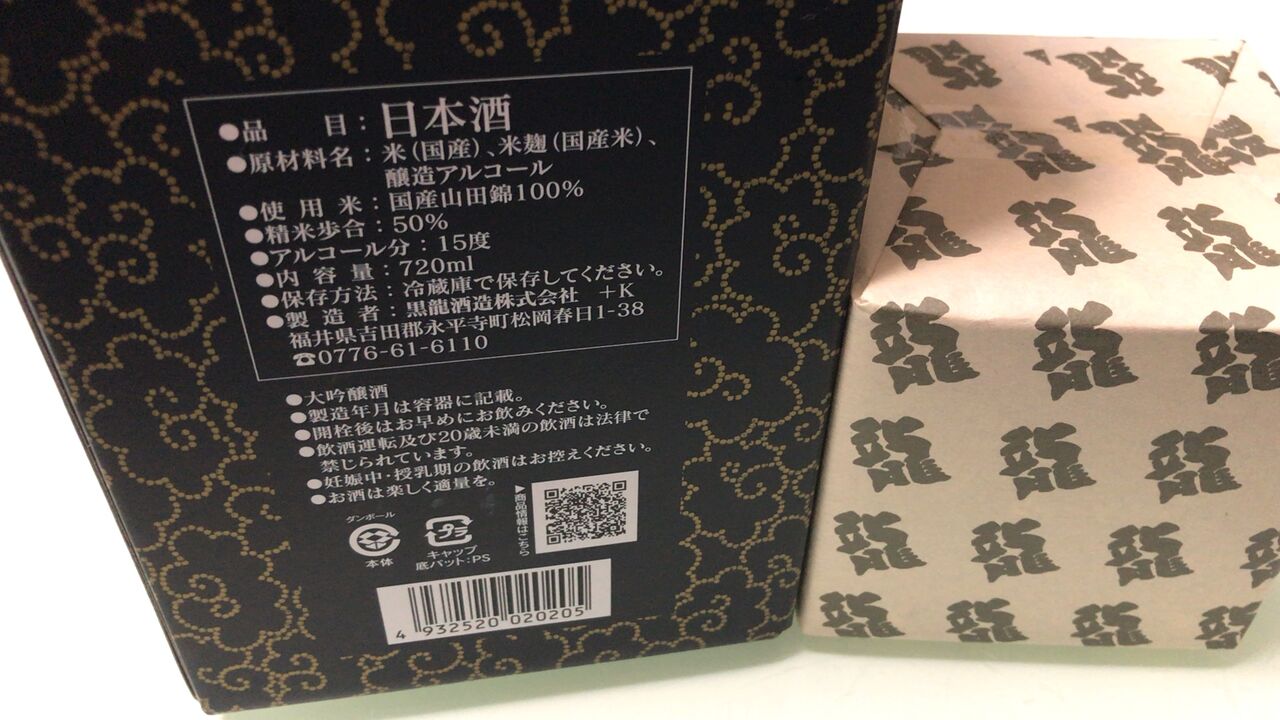 ●品　　目：日本酒
●原材料名：米（国産）、米麹（国産米）、
醸造アルコール
●使用米：国産山田錦100%
●精米歩合：50%
●アルコール分：15度
●内容量：720ml
●保存方法：冷蔵庫で保存してください。
●製造者：黒龍酒造株式会社　+K
福井県吉田郡永平寺町松岡春日1-38
☎0776-61-6110
●大吟醸酒
●製造年月は容器に記載。
●開栓後はお早めにお飲みください。
●飲酒運転及び20歳未満の飲酒は法律で
禁じられています。
●妊娠中・授乳期の飲酒はお控えください。
●お酒は楽しく適量を。
ダンボール
本体
プラ
キャップ
底パット：PS
▶商品情報はこちら
4 932520 020205